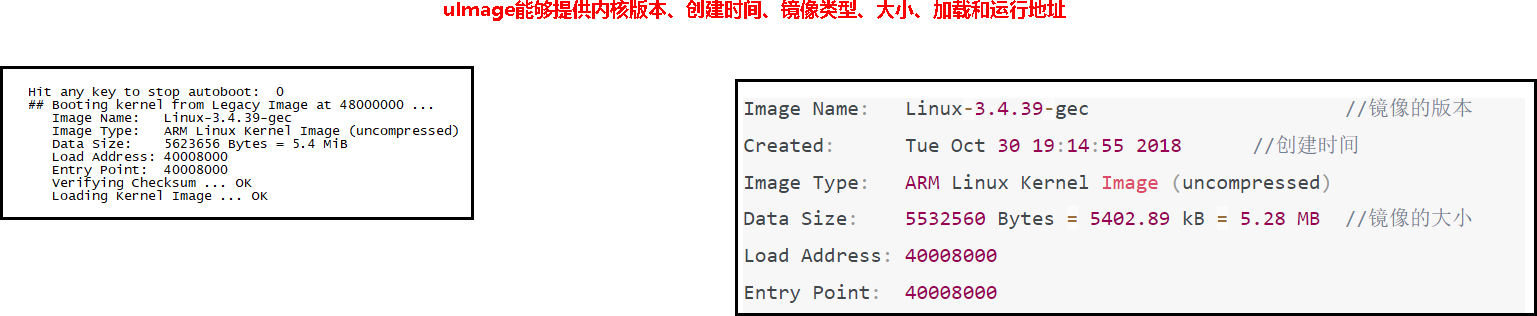 uImage能够提供内核版本、创建时间、镜像类型、大小、加载和运行地址
Hit any key to stop autoboot:  0
## Booting kernel from Legacy Image at 48000000 ...
   Image Name:   Linux-3.4.39-gec
   Image Type:   ARM Linux Kernel Image (uncompressed)
   Data Size:    5623656 Bytes = 5.4 MiB
   Load Address: 40008000
   Entry Point:  40008000
   Verifying Checksum ... OK
   Loading Kernel Image ... OK
Image Name:   Linux-3.4.39-gec                      //镜像的版本
Created:      Tue Oct 30 19:14:55 2018      //创建时间
Image Type:   ARM Linux Kernel Image (uncompressed)
Data Size:    5532560 Bytes = 5402.89 kB = 5.28 MB  //镜像的大小
Load Address: 40008000
Entry Point:  40008000